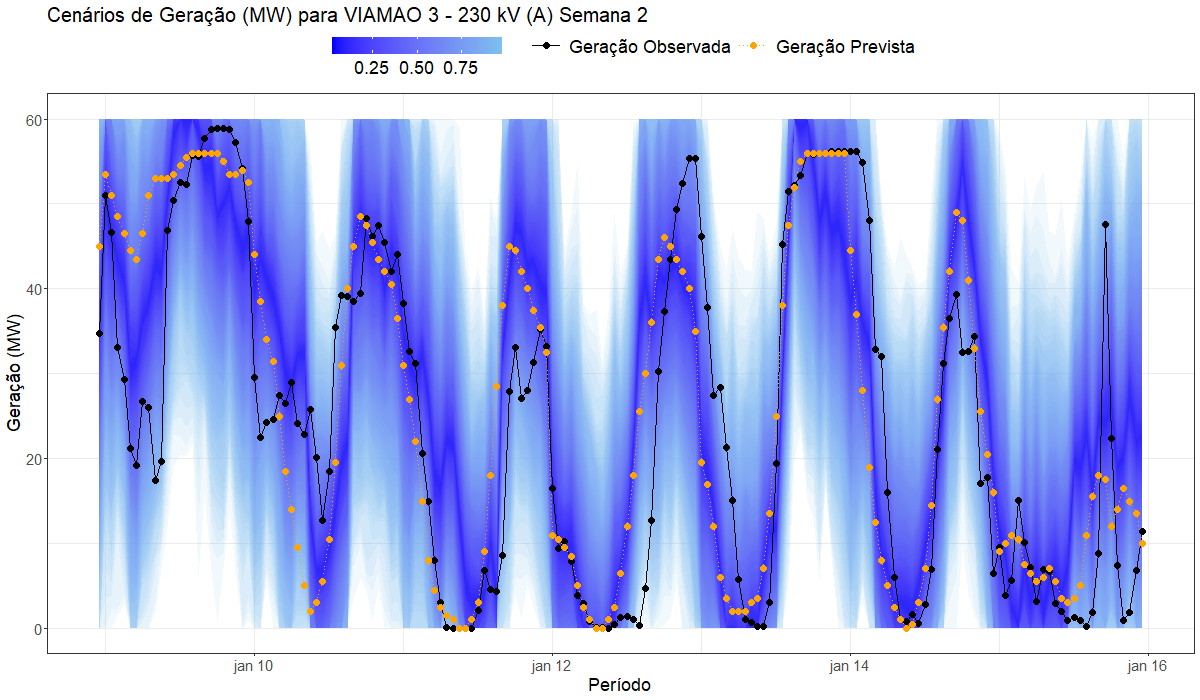 Cenários de Geração (MW) para VIAMAO 3 - 230 kV (A) Semana 2
0.25 0.50 0.75 Geração Observada Geração Prevista
60
40
20
0
Geração (MW)
jan 10 jan 12 jan 14 jan 16
Período